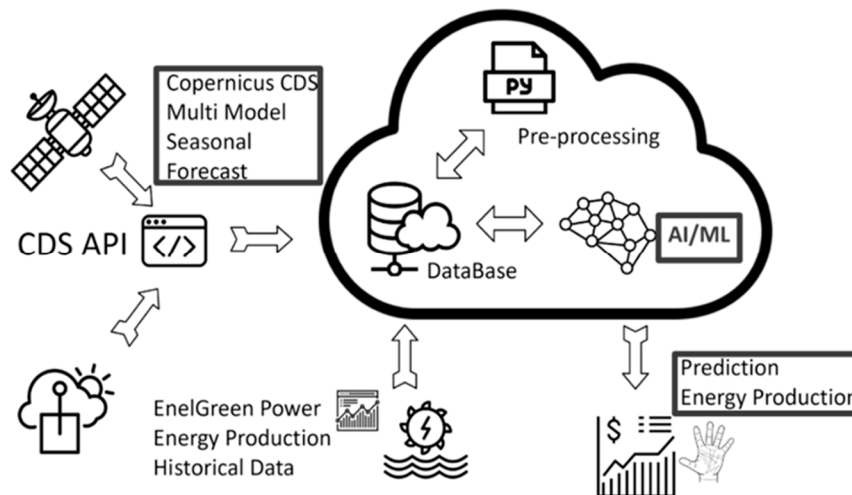 Copernicus CDS
Multi Model
Seasonal
Forecast
PY
Pre-processing
CDS API
</>
DataBase
AI/ML
EnelGreen Power
Energy Production
Historical Data
Prediction
Energy Production
$